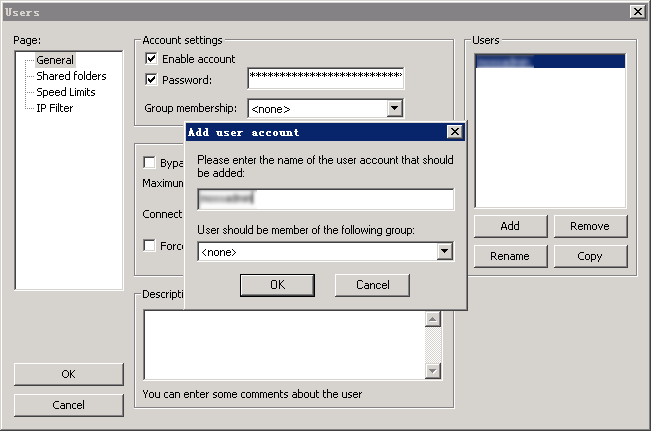 Users
Page:
General
Shared folders
Speed Limits
IP Filter
OK
Cancel
Account settings
Enable account
Password:
***************************
Group membership:
<none>
Bypa
Maximum
Connect
Force
Descripti
You can enter some comments about the user
Add user account
Please enter the name of the user account that should
be added:
User should be member of the following group:
<none>
OK
Cancel
Users
Add
Remove
Rename
Copy